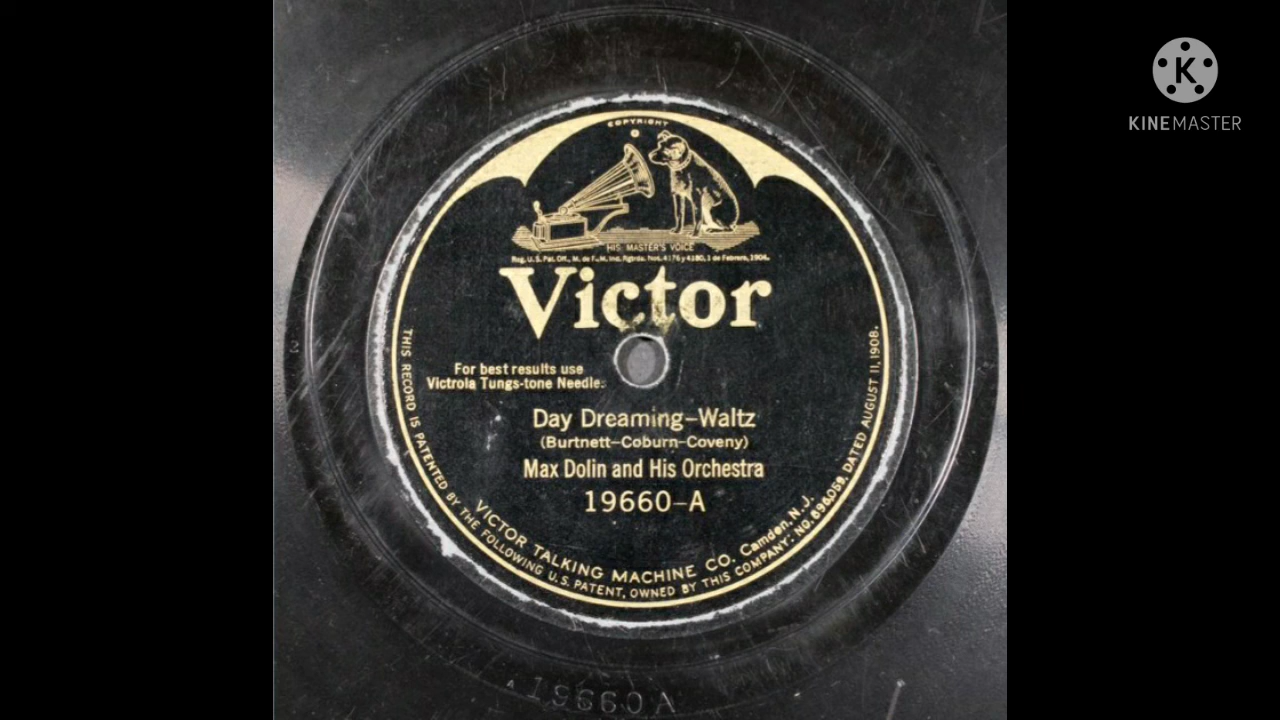 K
KINEMASTER
COPYRIGHT
HIS MASTER'S VOICE
Reg. U.S. Pat. Off., M. de F., M. Ind. Rgtrda. Nos. 4176 y 4180, 1 de Febrero, 1904.
Victor
For best results use
Victrola Tungs-tone Needle.
Day Dreaming–Waltz
(Burtnett–Coburn–Coveny)
Max Dolin and His Orchestra
19660–A
VICTOR TALKING MACHINE CO. Camden, N.J.
THIS RECORD IS PATENTED BY THE FOLLOWING U.S. PATENT, OWNED BY THIS COMPANY: NO. 896059, DATED AUGUST 11, 1908.
2
A 19660A